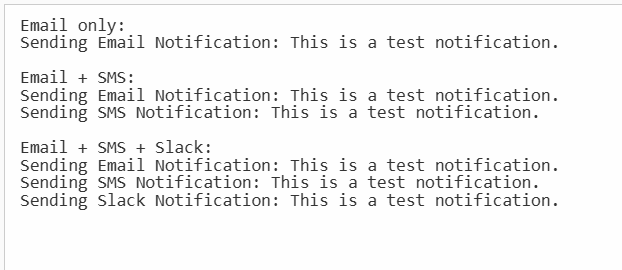 Email only:
Sending Email Notification: This is a test notification.
Email + SMS:
Sending Email Notification: This is a test notification.
Sending SMS Notification: This is a test notification.
Email + SMS + Slack:
Sending Email Notification: This is a test notification.
Sending SMS Notification: This is a test notification.
Sending Slack Notification: This is a test notification.